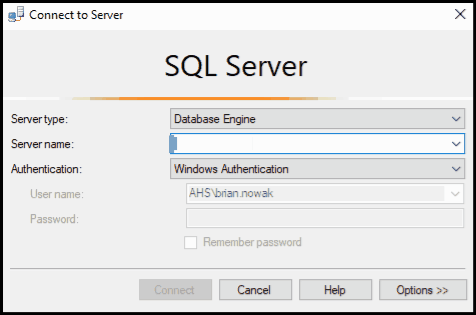 Connect to Server
SQL Server
Server type: Database Engine
Server name:
Authentication: Windows Authentication
User name: AHS\brian.nowak
Password:
Remember password
Connect Cancel Help Options >>